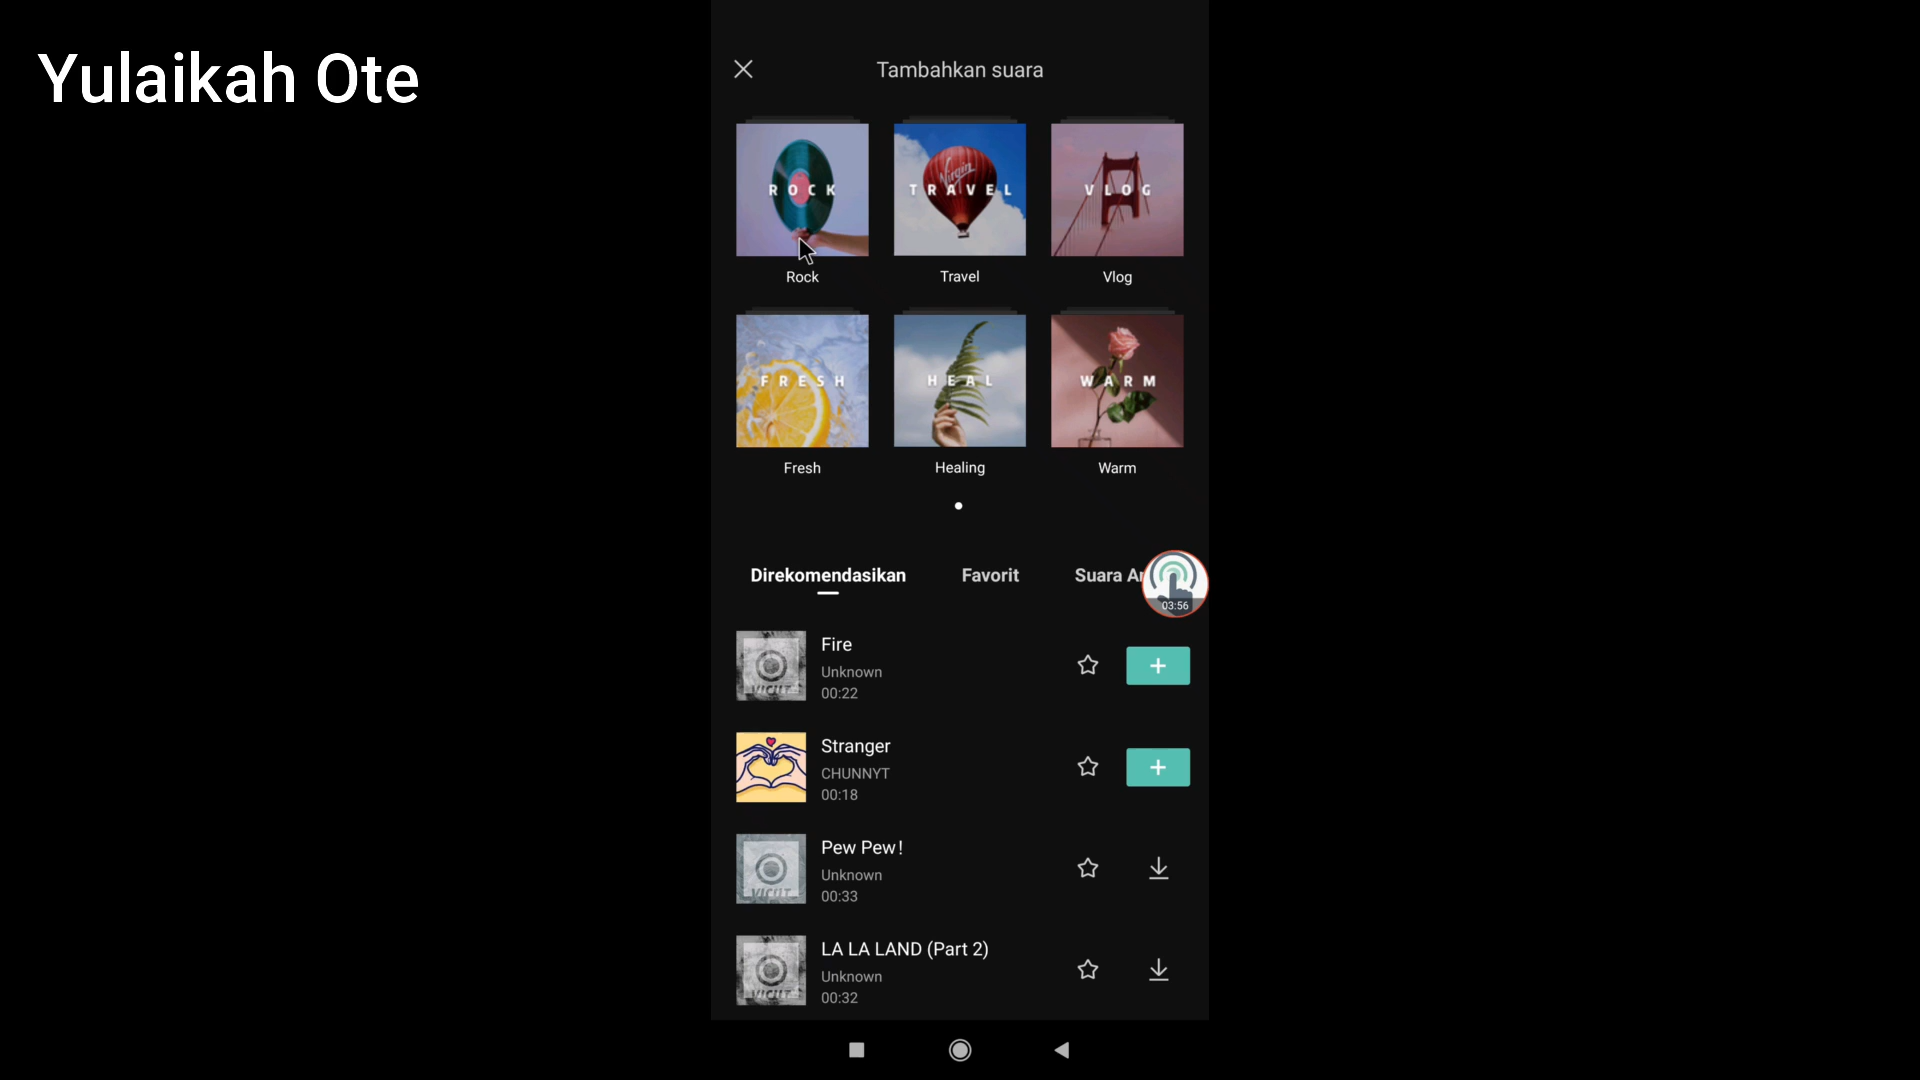 Yulaikah Ote
Tambahkan suara
ROCK
TRAVEL
Virgin
VLOG
Rock
Travel
Vlog
FRESH
HEAL
WARM
Fresh
Healing
Warm
Direkomendasikan
Favorit
Suara
03:56
Fire
Unknown
00:22
Stranger
CHUNNYT
00:18
Pew Pew!
Unknown
00:33
LA LA LAND (Part 2)
Unknown
00:32